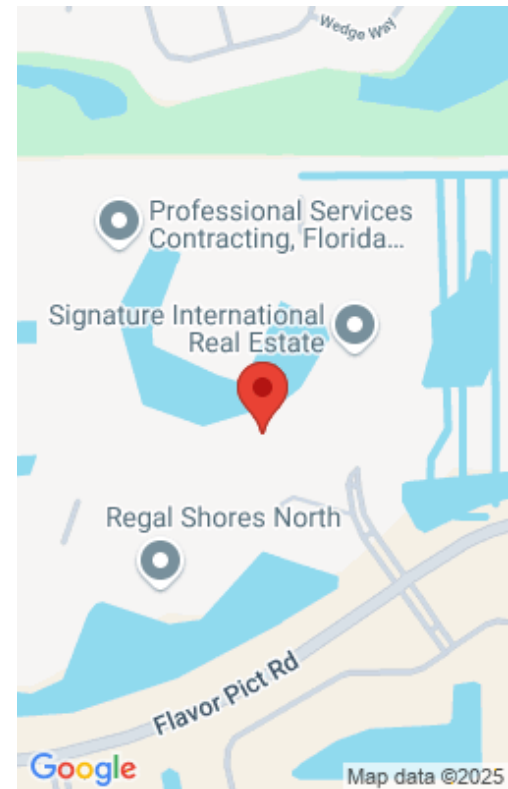 Wedge Way
Professional Services
Contracting, Florida...
Signature International
Real Estate
Regal Shores North
Flavor Pict Rd
Google
Map data ©2025